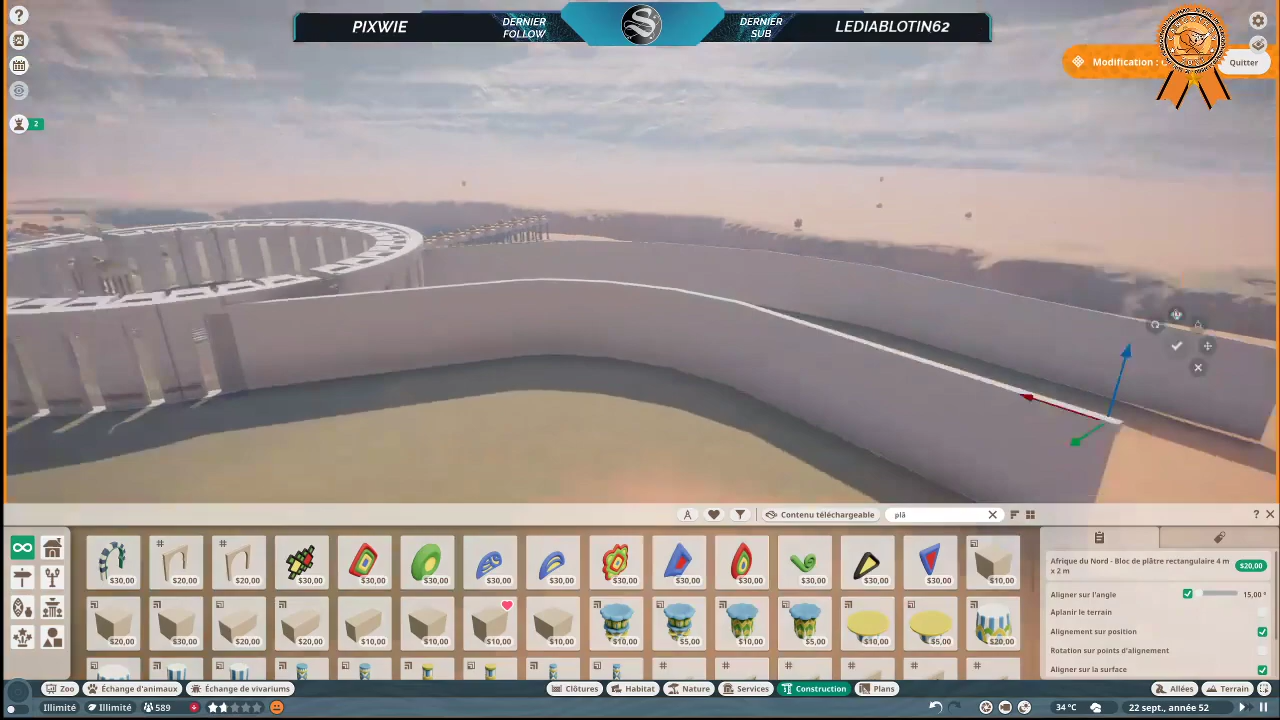 PIXWIE
DERNIER
FOLLOW
DERNIER
SUB
LEDIABLOTIN62
Modification :
Quitter
2
Contenu téléchargeable
plâ
$30,00
$20,00
$20,00
$30,00
$30,00
$30,00
$30,00
$30,00
$30,00
$30,00
$30,00
$30,00
$30,00
$30,00
$10,00
$20,00
$30,00
$20,00
$20,00
$10,00
$10,00
$10,00
$10,00
$10,00
$5,00
$10,00
$5,00
$10,00
$5,00
$20,00
Afrique du Nord - Bloc de plâtre rectangulaire 4 m
x 2 m
$20,00
Aligner sur l'angle
15,00 °
Aplanir le terrain
Alignement sur position
Rotation sur points d'alignement
Aligner sur la surface
Zoo
Échange d'animaux
Échange de vivariums
Clôtures
Habitat
Nature
Services
Construction
Plans
Allées
Terrain
Illimité
Illimité
589
34 °C
22 sept., année 52